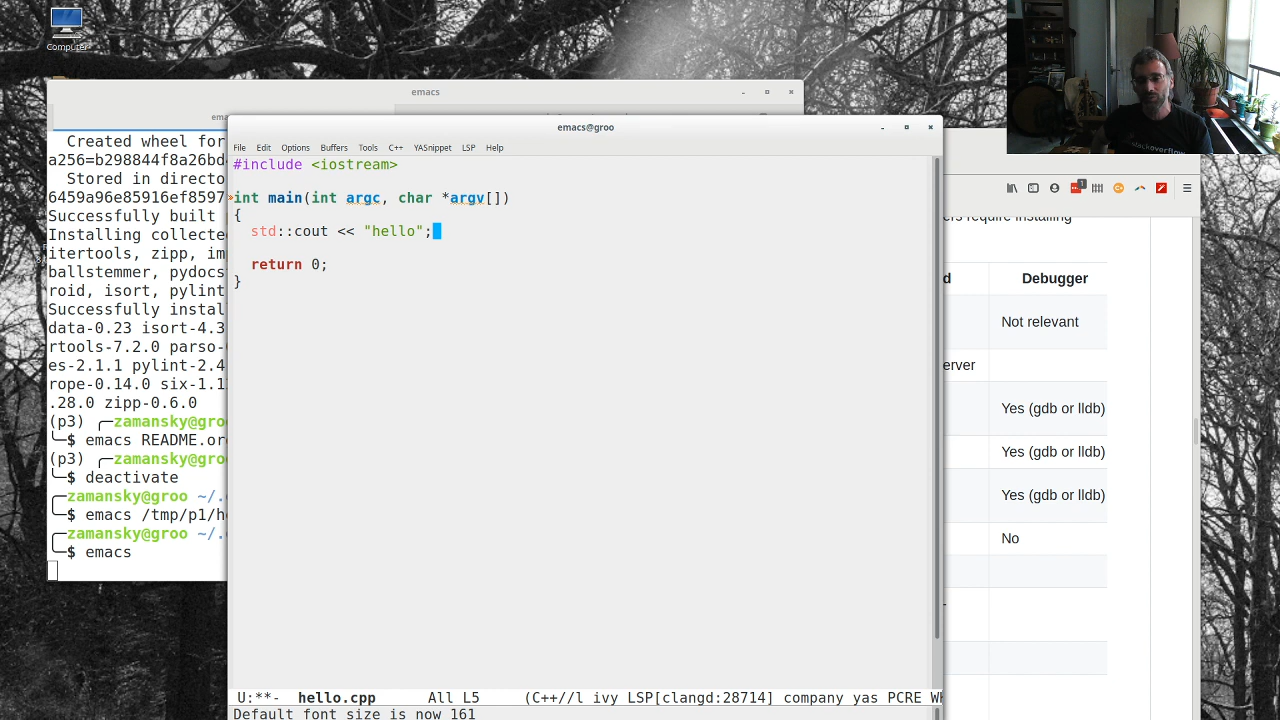 Computer
emacs
emacs@groo
File Edit Options Buffers Tools C++ YASnippet LSP Help
#include <iostream>
int main(int argc, char *argv[])
{
std::cout << "hello";
return 0;
}
U:**- hello.cpp All L5 (C++//l ivy LSP[clangd:28714] company yas PCRE
Default font size is now 161
Created wheel for
a256=b298844f8a26bd
Stored in directo
6459a96e85916ef8597
Successfully built
Installing collecte
itertools, zipp, im
ballstemmer, pydocs
roid, isort, pylint
Successfully instal
data-0.23 isort-4.3
rtools-7.2.0 parso-
es-2.1.1 pylint-2.4
rope-0.14.0 six-1.1
.28.0 zipp-0.6.0
(p3) zamansky@groo
$ emacs README.or
(p3) zamansky@groo
$ deactivate
zamansky@groo ~/.
$ emacs /tmp/p1/h
zamansky@groo ~/.
$ emacs
stackoverflow
1
ers require installing
d Debugger
Not relevant
erver
Yes (gdb or lldb)
Yes (gdb or lldb)
Yes (gdb or lldb)
No